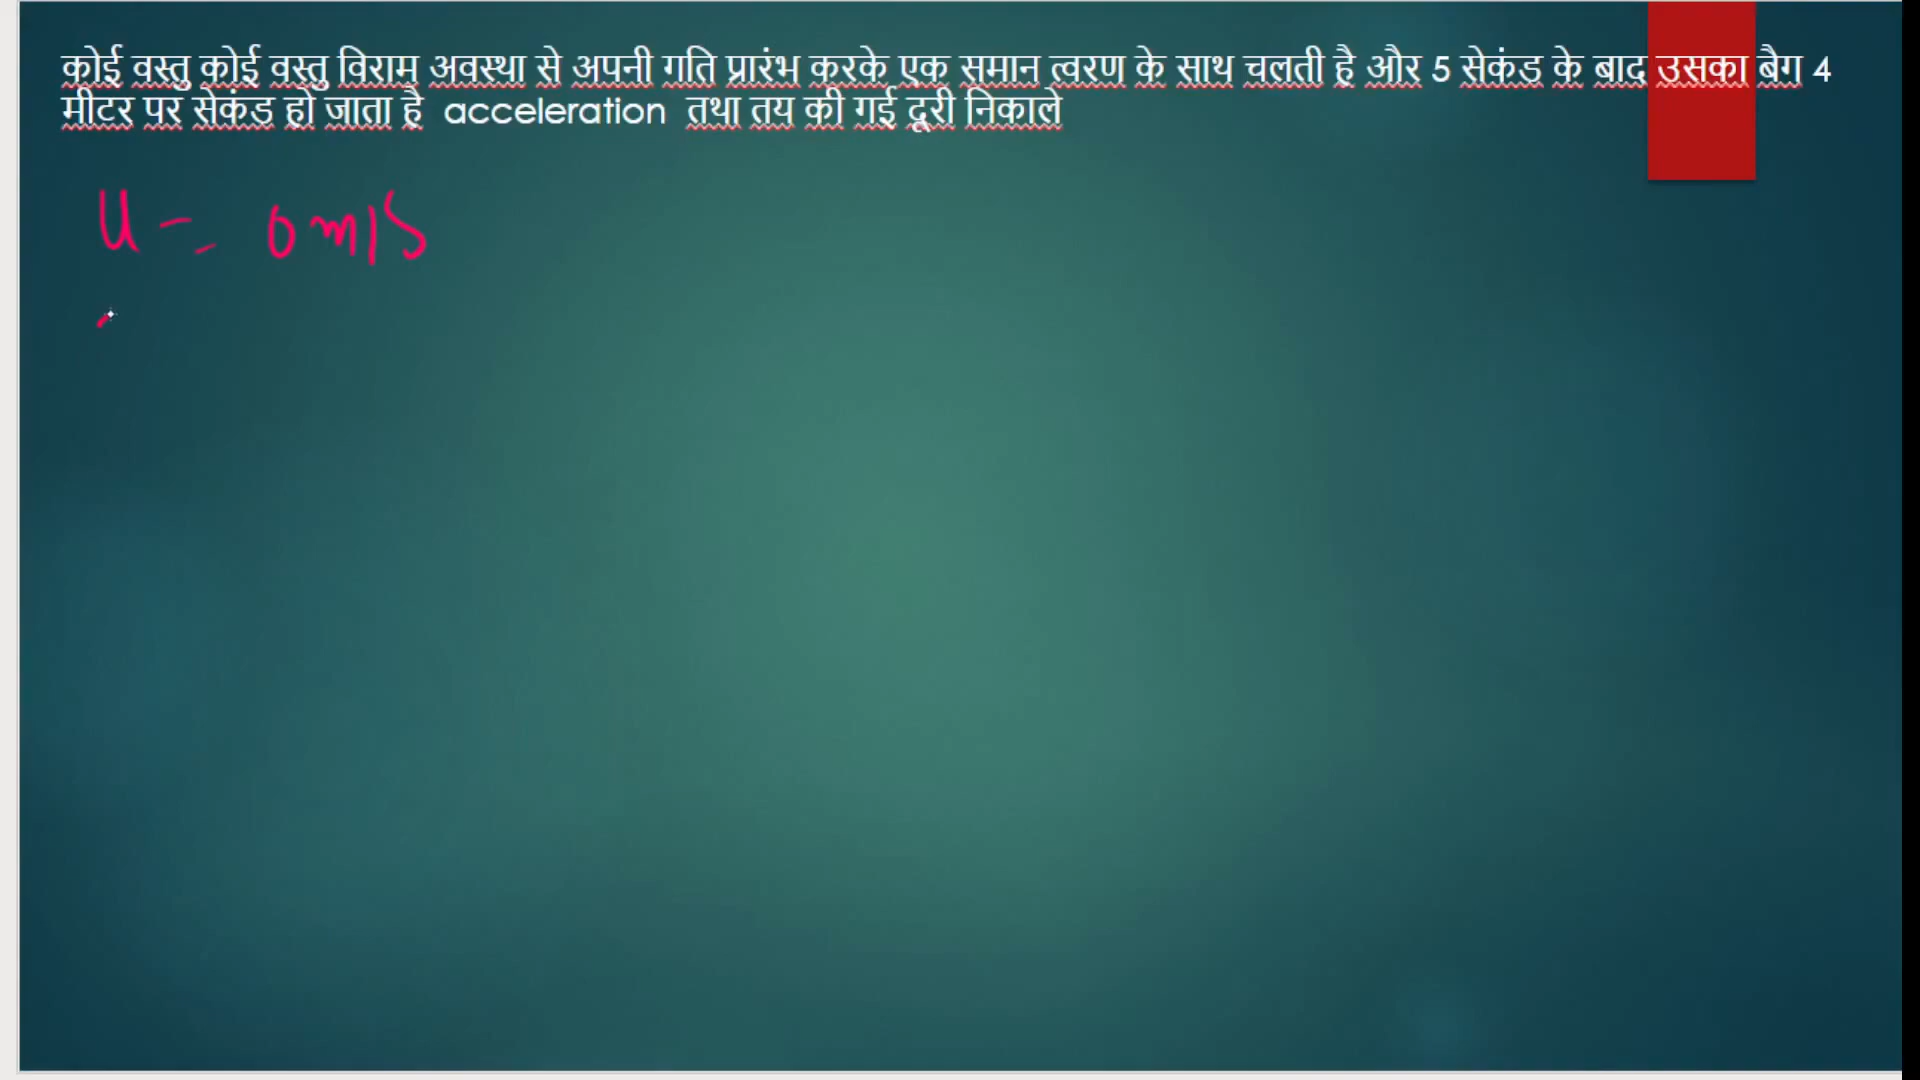 कोई वस्तु कोई वस्तु विराम अवस्था से अपनी गति प्रारंभ करके एक समान त्वरण के साथ चलती है और 5 सेकंड के बाद उसका बैग 4
मीटर पर सेकंड हो जाता है acceleration तथा तय की गई दूरी निकाले
U = 0 m/s